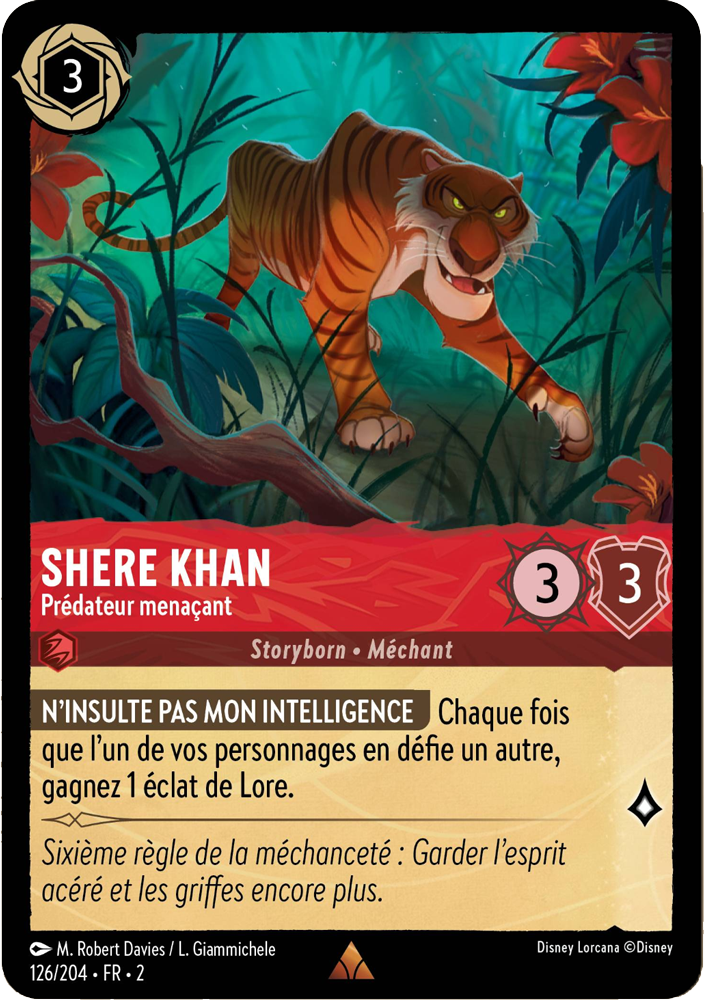 3
SHERE KHAN
Prédateur menaçant
3
3
Storyborn • Méchant
N'INSULTE PAS MON INTELLIGENCE Chaque fois
que l'un de vos personnages en défie un autre,
gagnez 1 éclat de Lore.
Sixième règle de la méchanceté : Garder l'esprit
acéré et les griffes encore plus.
M. Robert Davies / L. Giammichele
Disney Lorcana ©Disney
126/204 • FR • 2